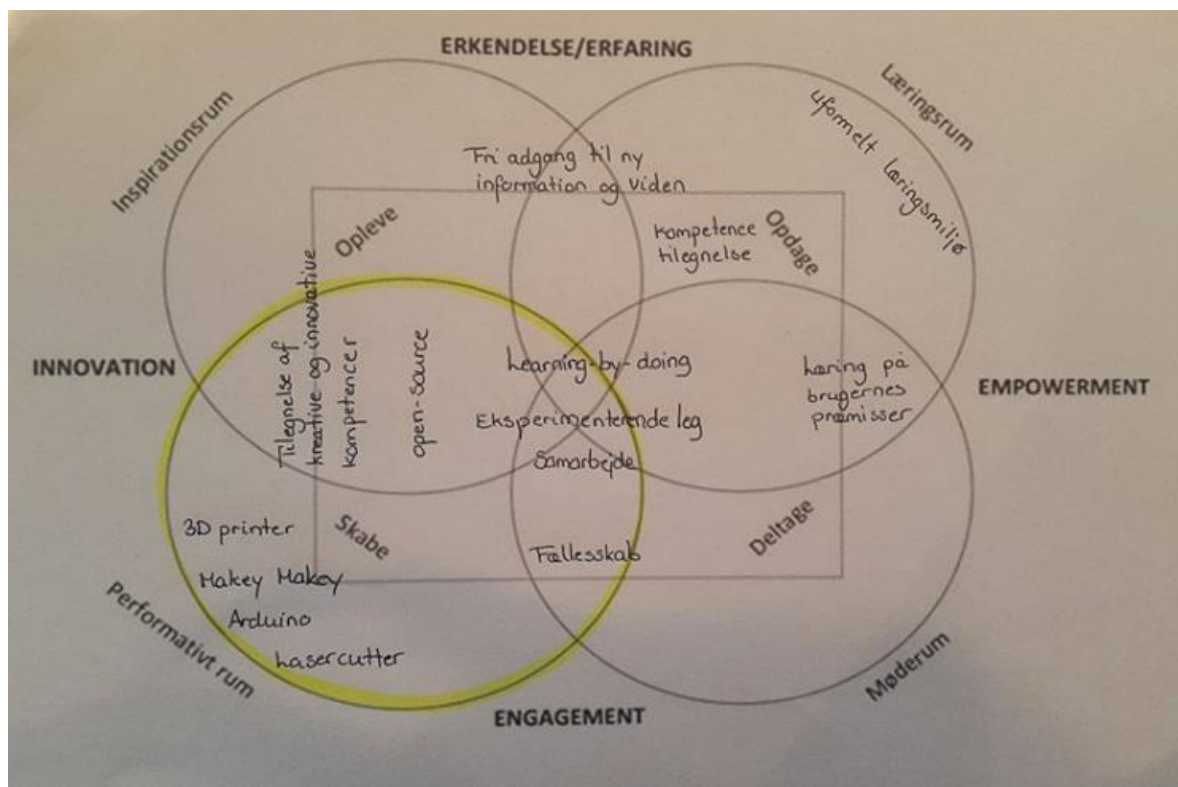 ERKENDELSE/ERFARING
Inspirationsrum
Læringsrum
uformelt læringsmiljø
Fri adgang til ny
information og viden
Opleve
Kompetence
tilegnelse
Opdage
INNOVATION
Tilegnelse af
kreative og innovative
kompetencer
open-source
Learning-by-doing
Eksperimenterende leg
Samarbejde
Læring på
brugernes
præmisser
EMPOWERMENT
3D printer
Makey Makey
Arduino
Lasercutter
Skabe
Fællesskab
Deltage
Performativt rum
Møderum
ENGAGEMENT